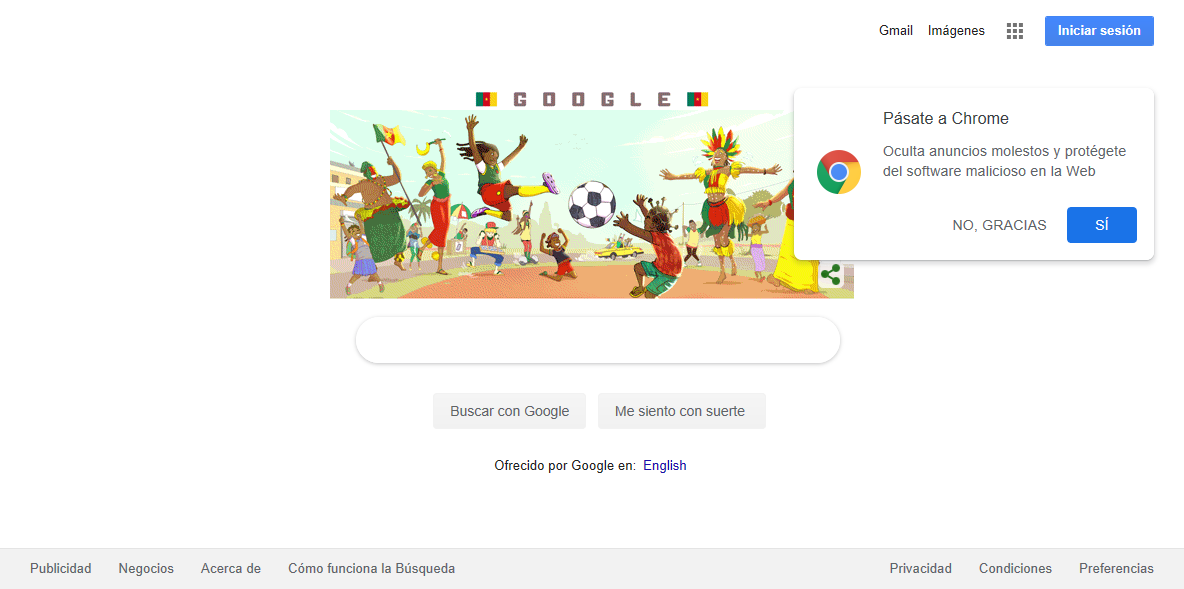 Gmail Imágenes Iniciar sesión
GOOGLE
Pásate a Chrome
Oculta anuncios molestos y protégete
del software malicioso en la Web
NO, GRACIAS SÍ
Buscar con Google Me siento con suerte
Ofrecido por Google en: English
Publicidad Negocios Acerca de Cómo funciona la Búsqueda Privacidad Condiciones Preferencias